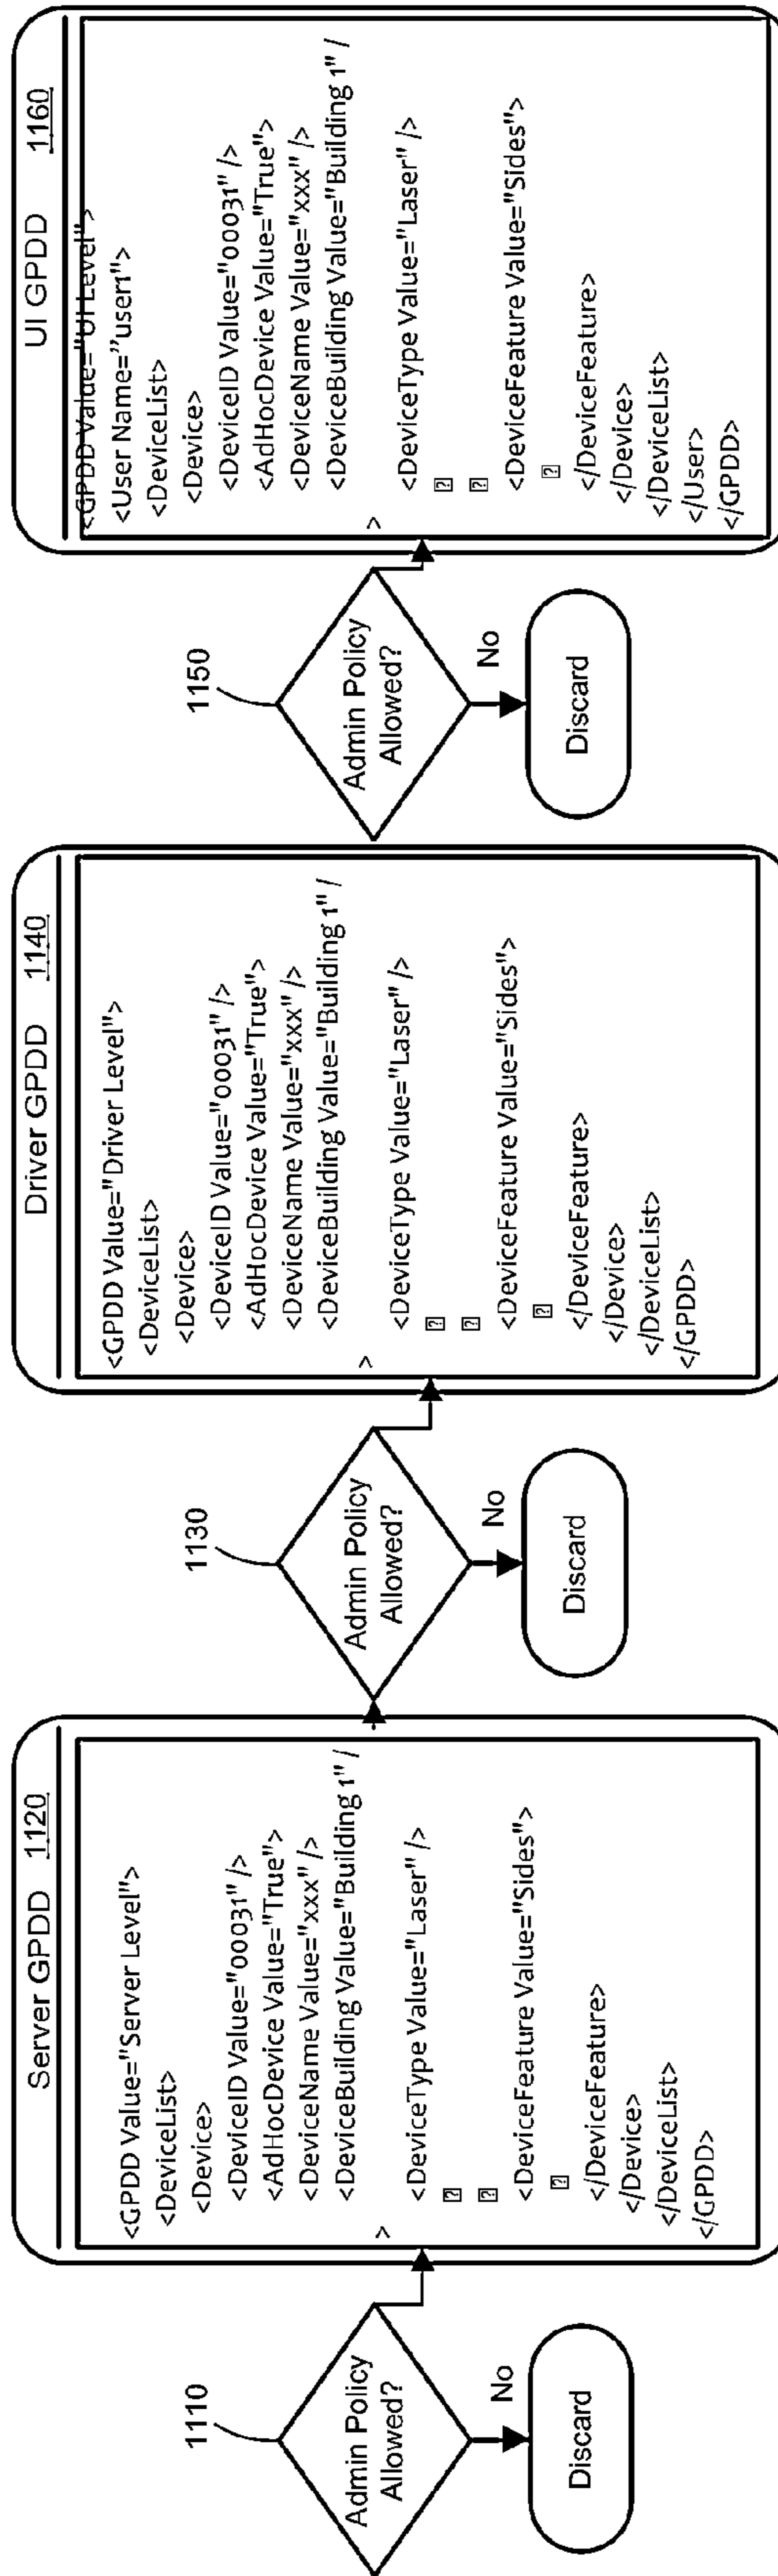 1110
Admin Policy
Allowed?
No
Discard
Server GPDD 1120
<GPDD Value="Server Level">
<DeviceList>
<Device>
<DeviceID Value="00031" />
<AdHocDevice Value="True">
<DeviceName Value="xxx" />
<DeviceBuilding Value="Building 1" /
>
<DeviceType Value="Laser" />
<DeviceFeature Value="Sides">
</DeviceFeature>
</Device>
</DeviceList>
</GPDD>
1130
Admin Policy
Allowed?
No
Discard
Driver GPDD 1140
<GPDD Value="Driver Level">
<DeviceList>
<Device>
<DeviceID Value="00031" />
<AdHocDevice Value="True">
<DeviceName Value="xxx" />
<DeviceBuilding Value="Building 1" /
>
<DeviceType Value="Laser" />
<DeviceFeature Value="Sides">
</DeviceFeature>
</Device>
</DeviceList>
</GPDD>
1150
Admin Policy
Allowed?
No
Discard
UI GPDD 1160
<GPDD Value="UI Level">
<User Name="user1">
<DeviceList>
<Device>
<DeviceID Value="00031" />
<AdHocDevice Value="True">
<DeviceName Value="xxx" />
<DeviceBuilding Value="Building 1" /
>
<DeviceType Value="Laser" />
<DeviceFeature Value="Sides">
</DeviceFeature>
</Device>
</DeviceList>
</User>
</GPDD>